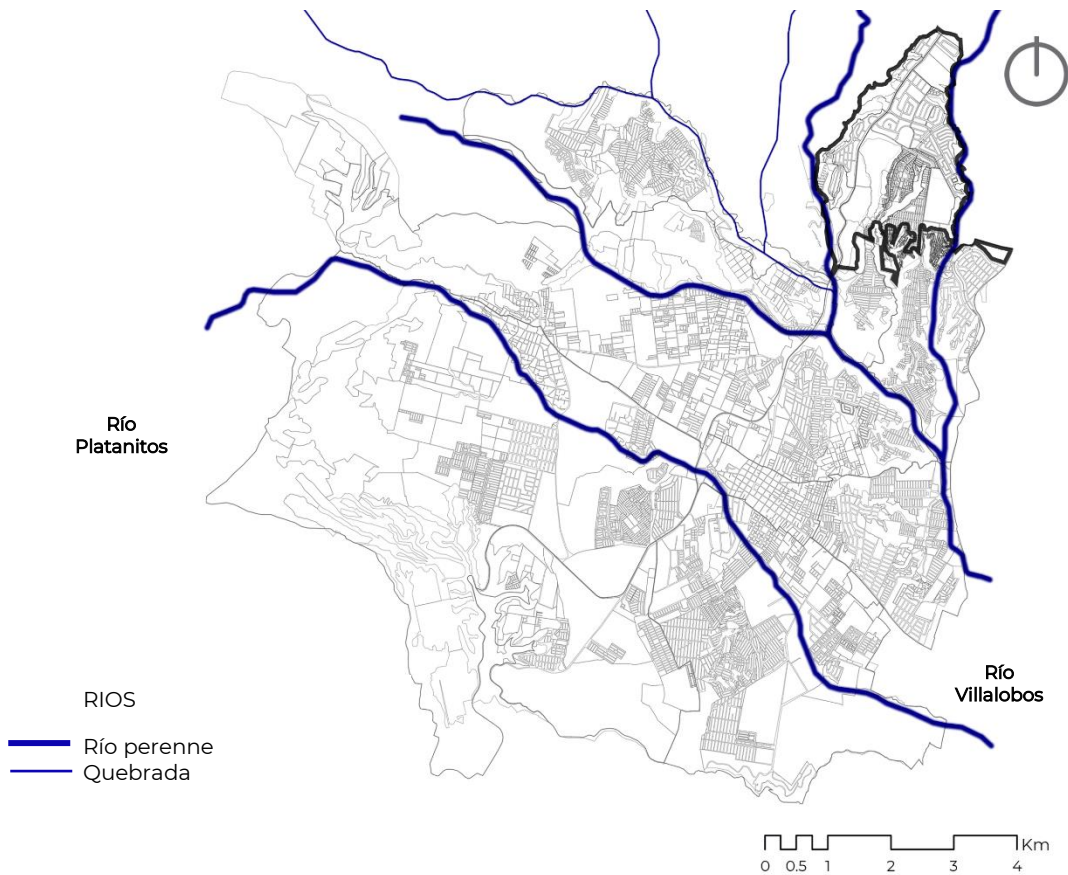 Río
Platanitos
Río
Villalobos
RIOS
Río perenne
Quebrada
Km
0 0.5 1 2 3 4